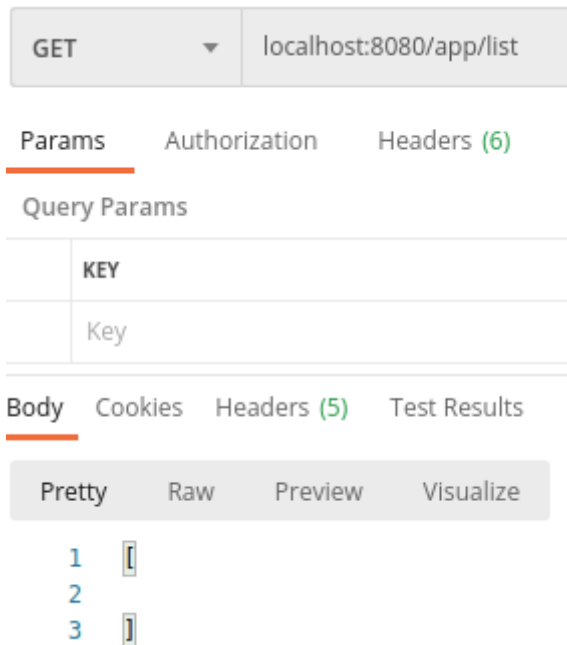 GET localhost:8080/app/list
Params Authorization Headers (6)
Query Params
KEY
Key
Body Cookies Headers (5) Test Results
Pretty Raw Preview Visualize
1 [
2
3 ]